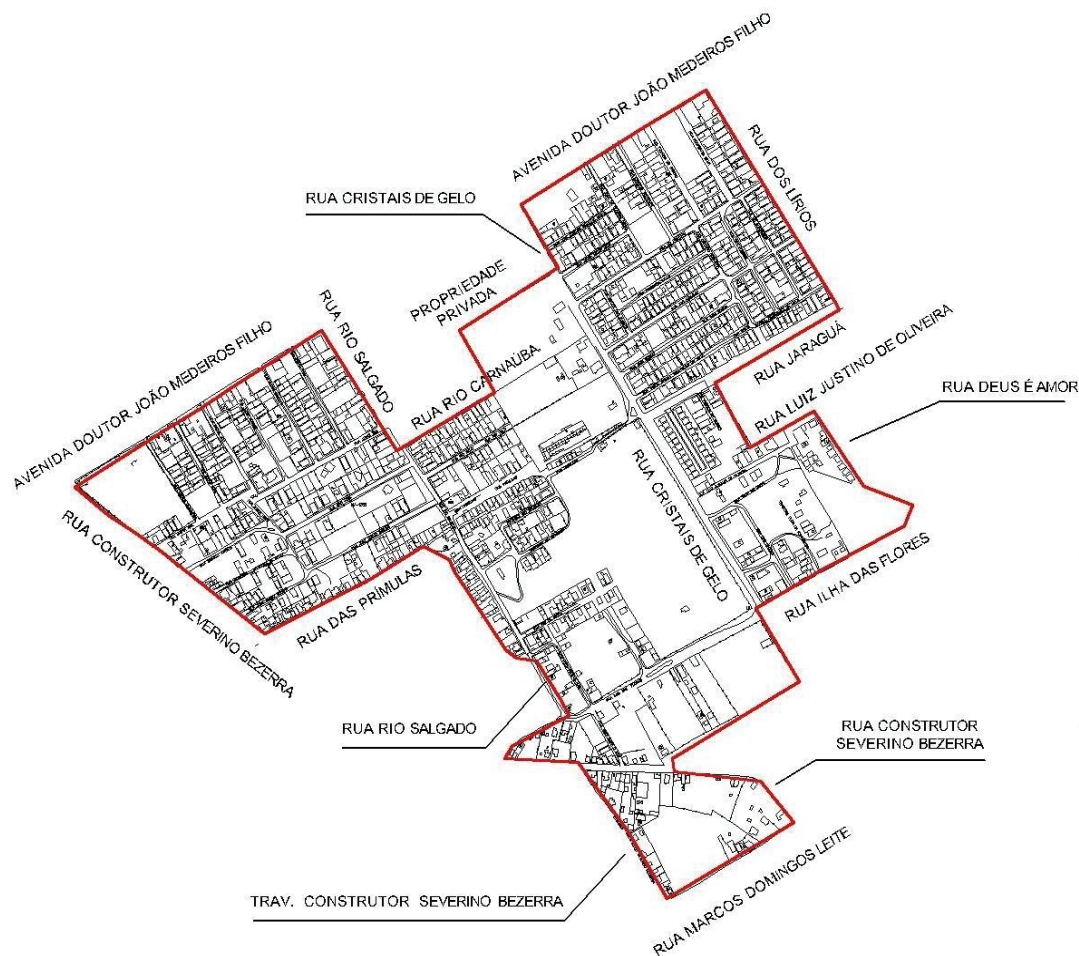 AVENIDA DOUTOR JOÃO MEDEIROS FILHO
RUA DOS LÍRIOS
RUA CRISTAIS DE GELO
PROPRIEDADE
PRIVADA
RUA RIO SALGADO
AVENIDA DOUTOR JOÃO MEDEIROS FILHO
RUA RIO CARNAÚBA
RUA JARAGUÁ
RUA LUIZ JUSTINO DE OLIVEIRA
RUA DEUS É AMOR
RUA CRISTAIS DE GELO
RUA CONSTRUTOR SEVERINO BEZERRA
RUA DAS PRÍMULAS
RUA ILHA DAS FLORES
RUA RIO SALGADO
RUA CONSTRUTOR
SEVERINO BEZERRA
TRAV. CONSTRUTOR SEVERINO BEZERRA
RUA MARCOS DOMINGOS LEITE